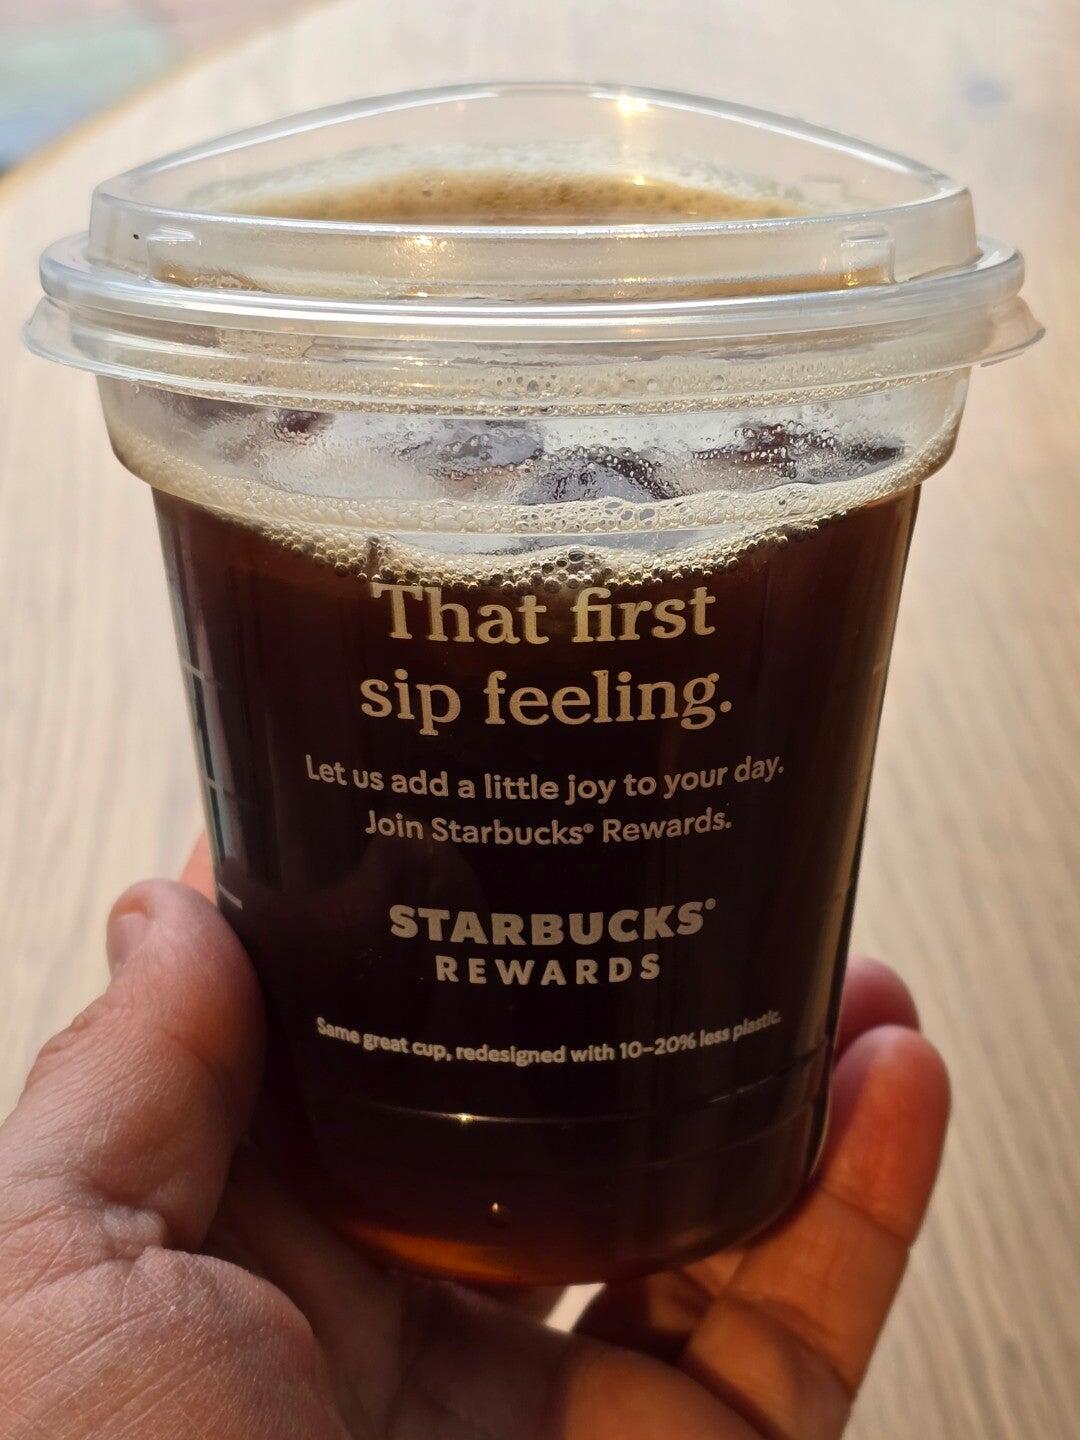 That first
sip feeling.
Let us add a little joy to your day.
Join Starbucks® Rewards.
STARBUCKS®
REWARDS
Same great cup, redesigned with 10–20% less plastic.